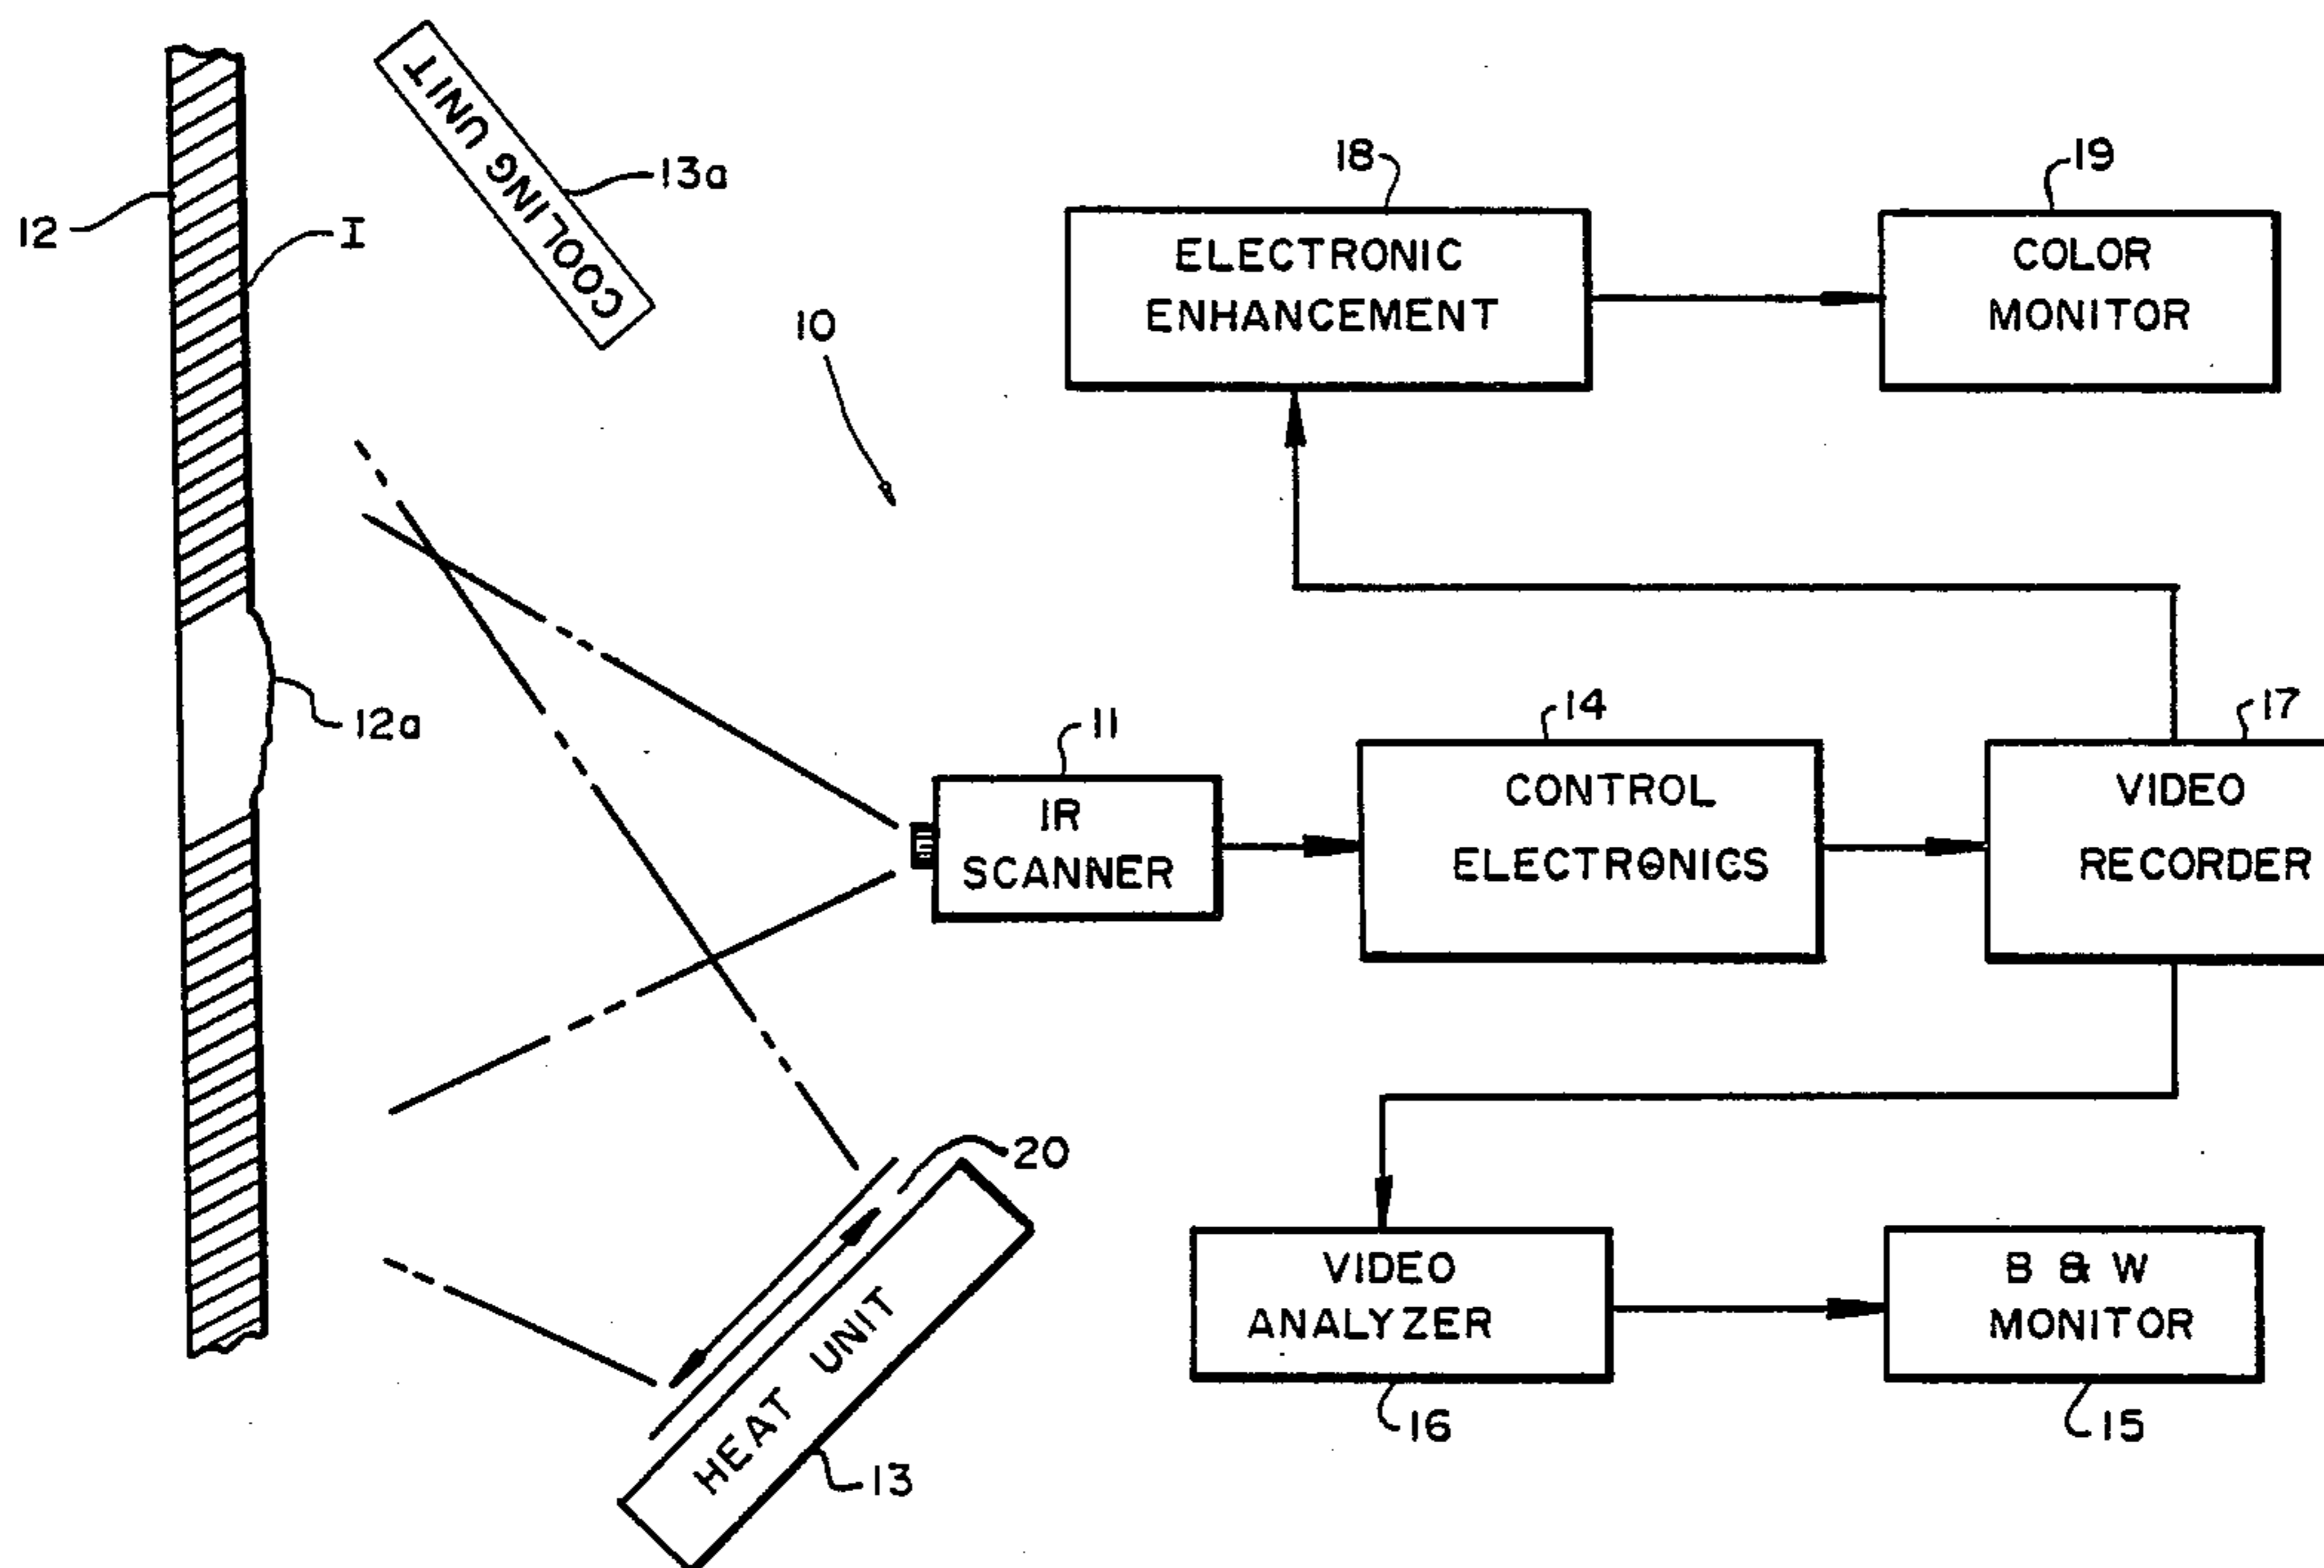 COOLING UNIT
13a
12
I
10
18
ELECTRONIC
ENHANCEMENT
19
COLOR
MONITOR
12a
11
IR
SCANNER
14
CONTROL
ELECTRONICS
17
VIDEO
RECORDER
20
HEAT UNIT
13
VIDEO
ANALYZER
16
B & W
MONITOR
15